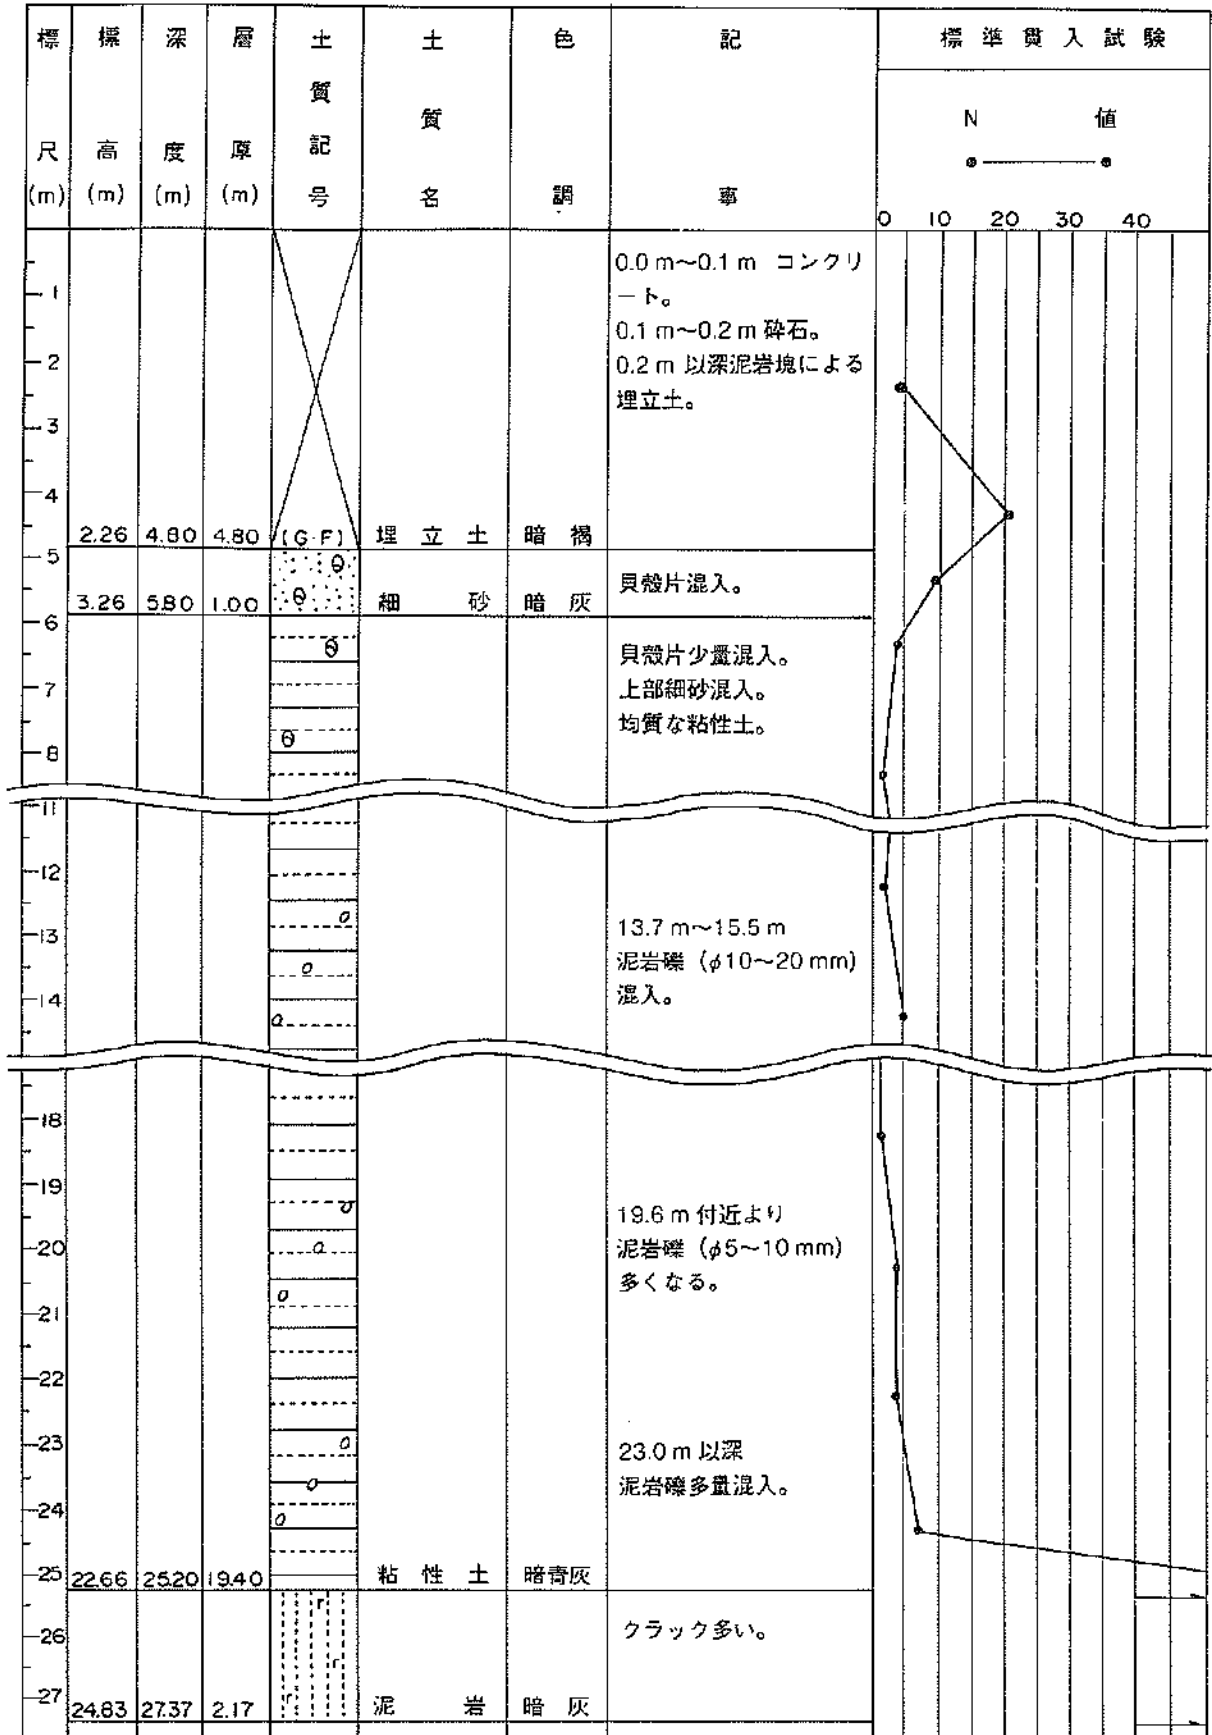 標尺(m) 標高(m) 深度(m) 層厚(m) 土質記号 土質名 色調 記事 標準貫入試験
N 値
0 10 20 30 40
0.0 m〜0.1 m コンクリ
ート。
1
0.1 m〜0.2 m 砕石。
2
0.2 m 以深泥岩塊による
埋立土。
3
4
2.26 4.80 4.80 (G-F) 埋立土 暗褐
5
貝殻片混入。
3.26 5.80 1.00 細砂 暗灰
6
貝殻片少量混入。
7
上部細砂混入。
均質な粘性土。
8
11
12
13
13.7 m〜15.5 m
泥岩礫 (φ10〜20 mm)
14
混入。
18
19
19.6 m 付近より
20
泥岩礫 (φ5〜10 mm)
多くなる。
21
22
23
23.0 m 以深
泥岩礫多量混入。
24
25
22.66 25.20 19.40 粘性土 暗青灰
r
クラック多い。
26
r
27
r
24.83 27.37 2.17 泥岩 暗灰